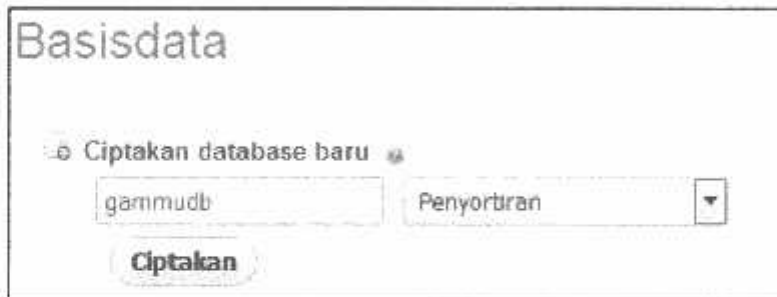 Basisdata
Ciptakan database baru
gammudb Penyortiran
Ciptakan